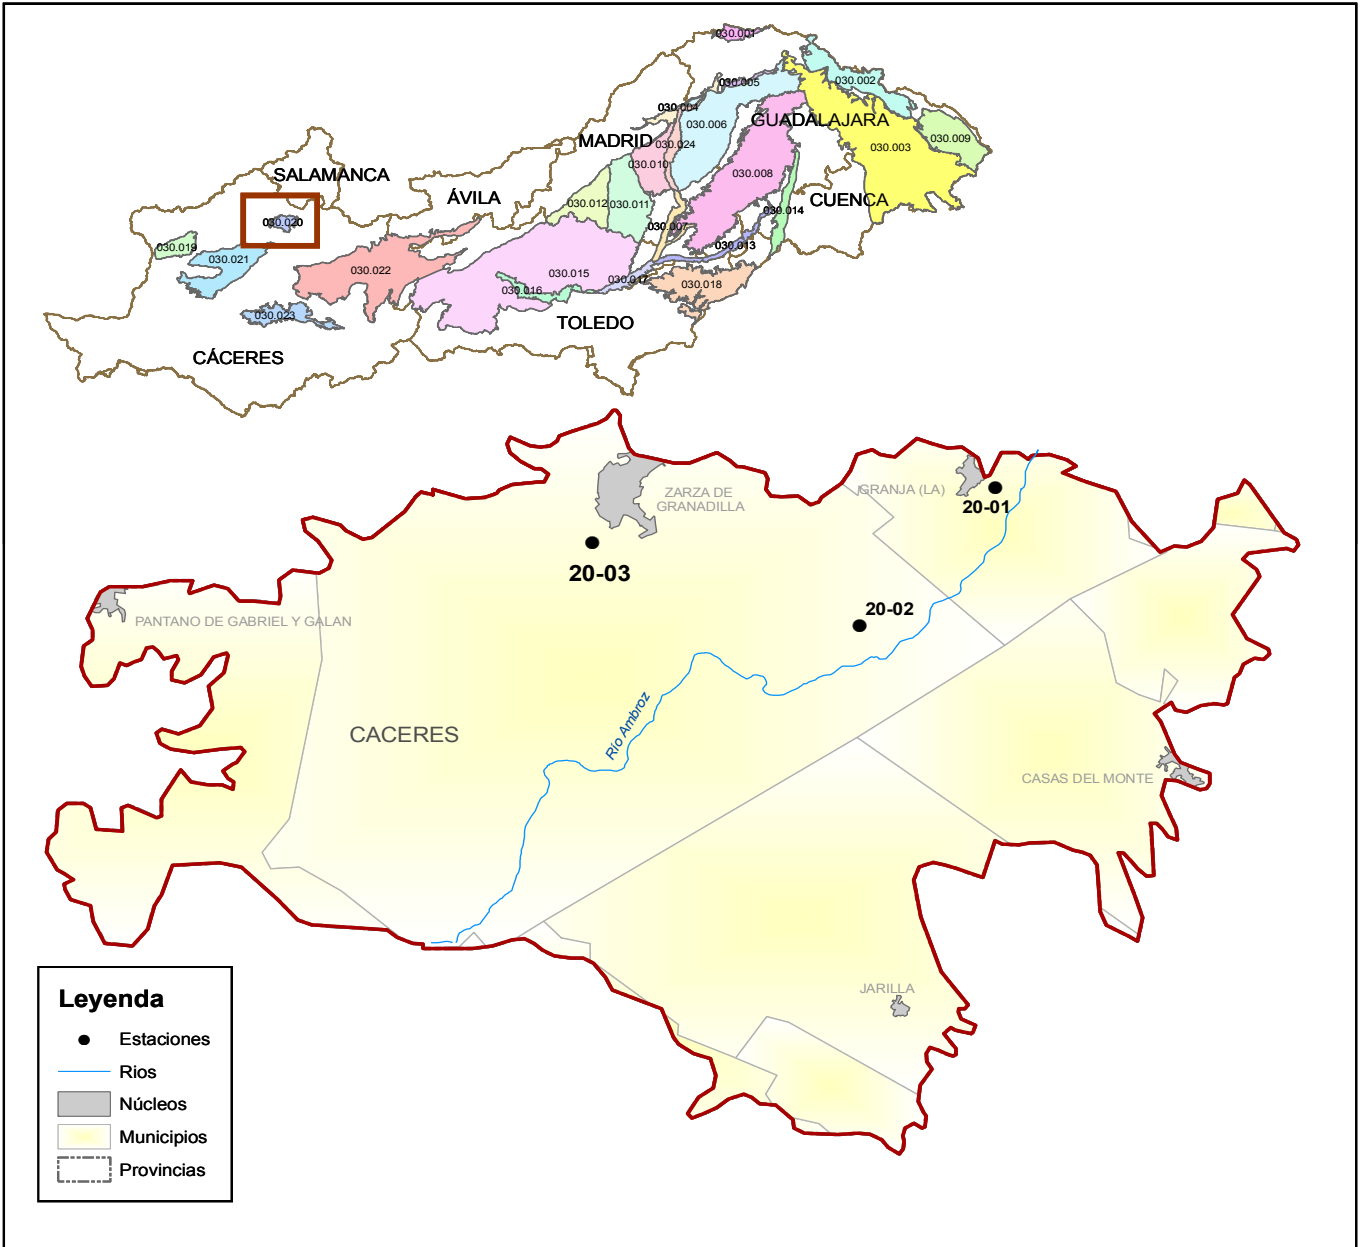 030.001
030.002
030.005
030.004
030.006
GUADALAJARA
MADRID
030.024
030.003
030.009
030.010
030.008
SALAMANCA
ÁVILA
CUENCA
030.012
030.011
030.014
030.020
030.007
030.013
030.019
030.021
030.022
030.015
030.017
030.018
030.016
030.023
TOLEDO
CÁCERES
ZARZA DE
GRANADILLA
GRANJA (LA)
20-01
20-03
20-02
PANTANO DE GABRIEL Y GALAN
Río Ambroz
CACERES
CASAS DEL MONTE
JARILLA
Leyenda
Estaciones
Rios
Núcleos
Municipios
Provincias